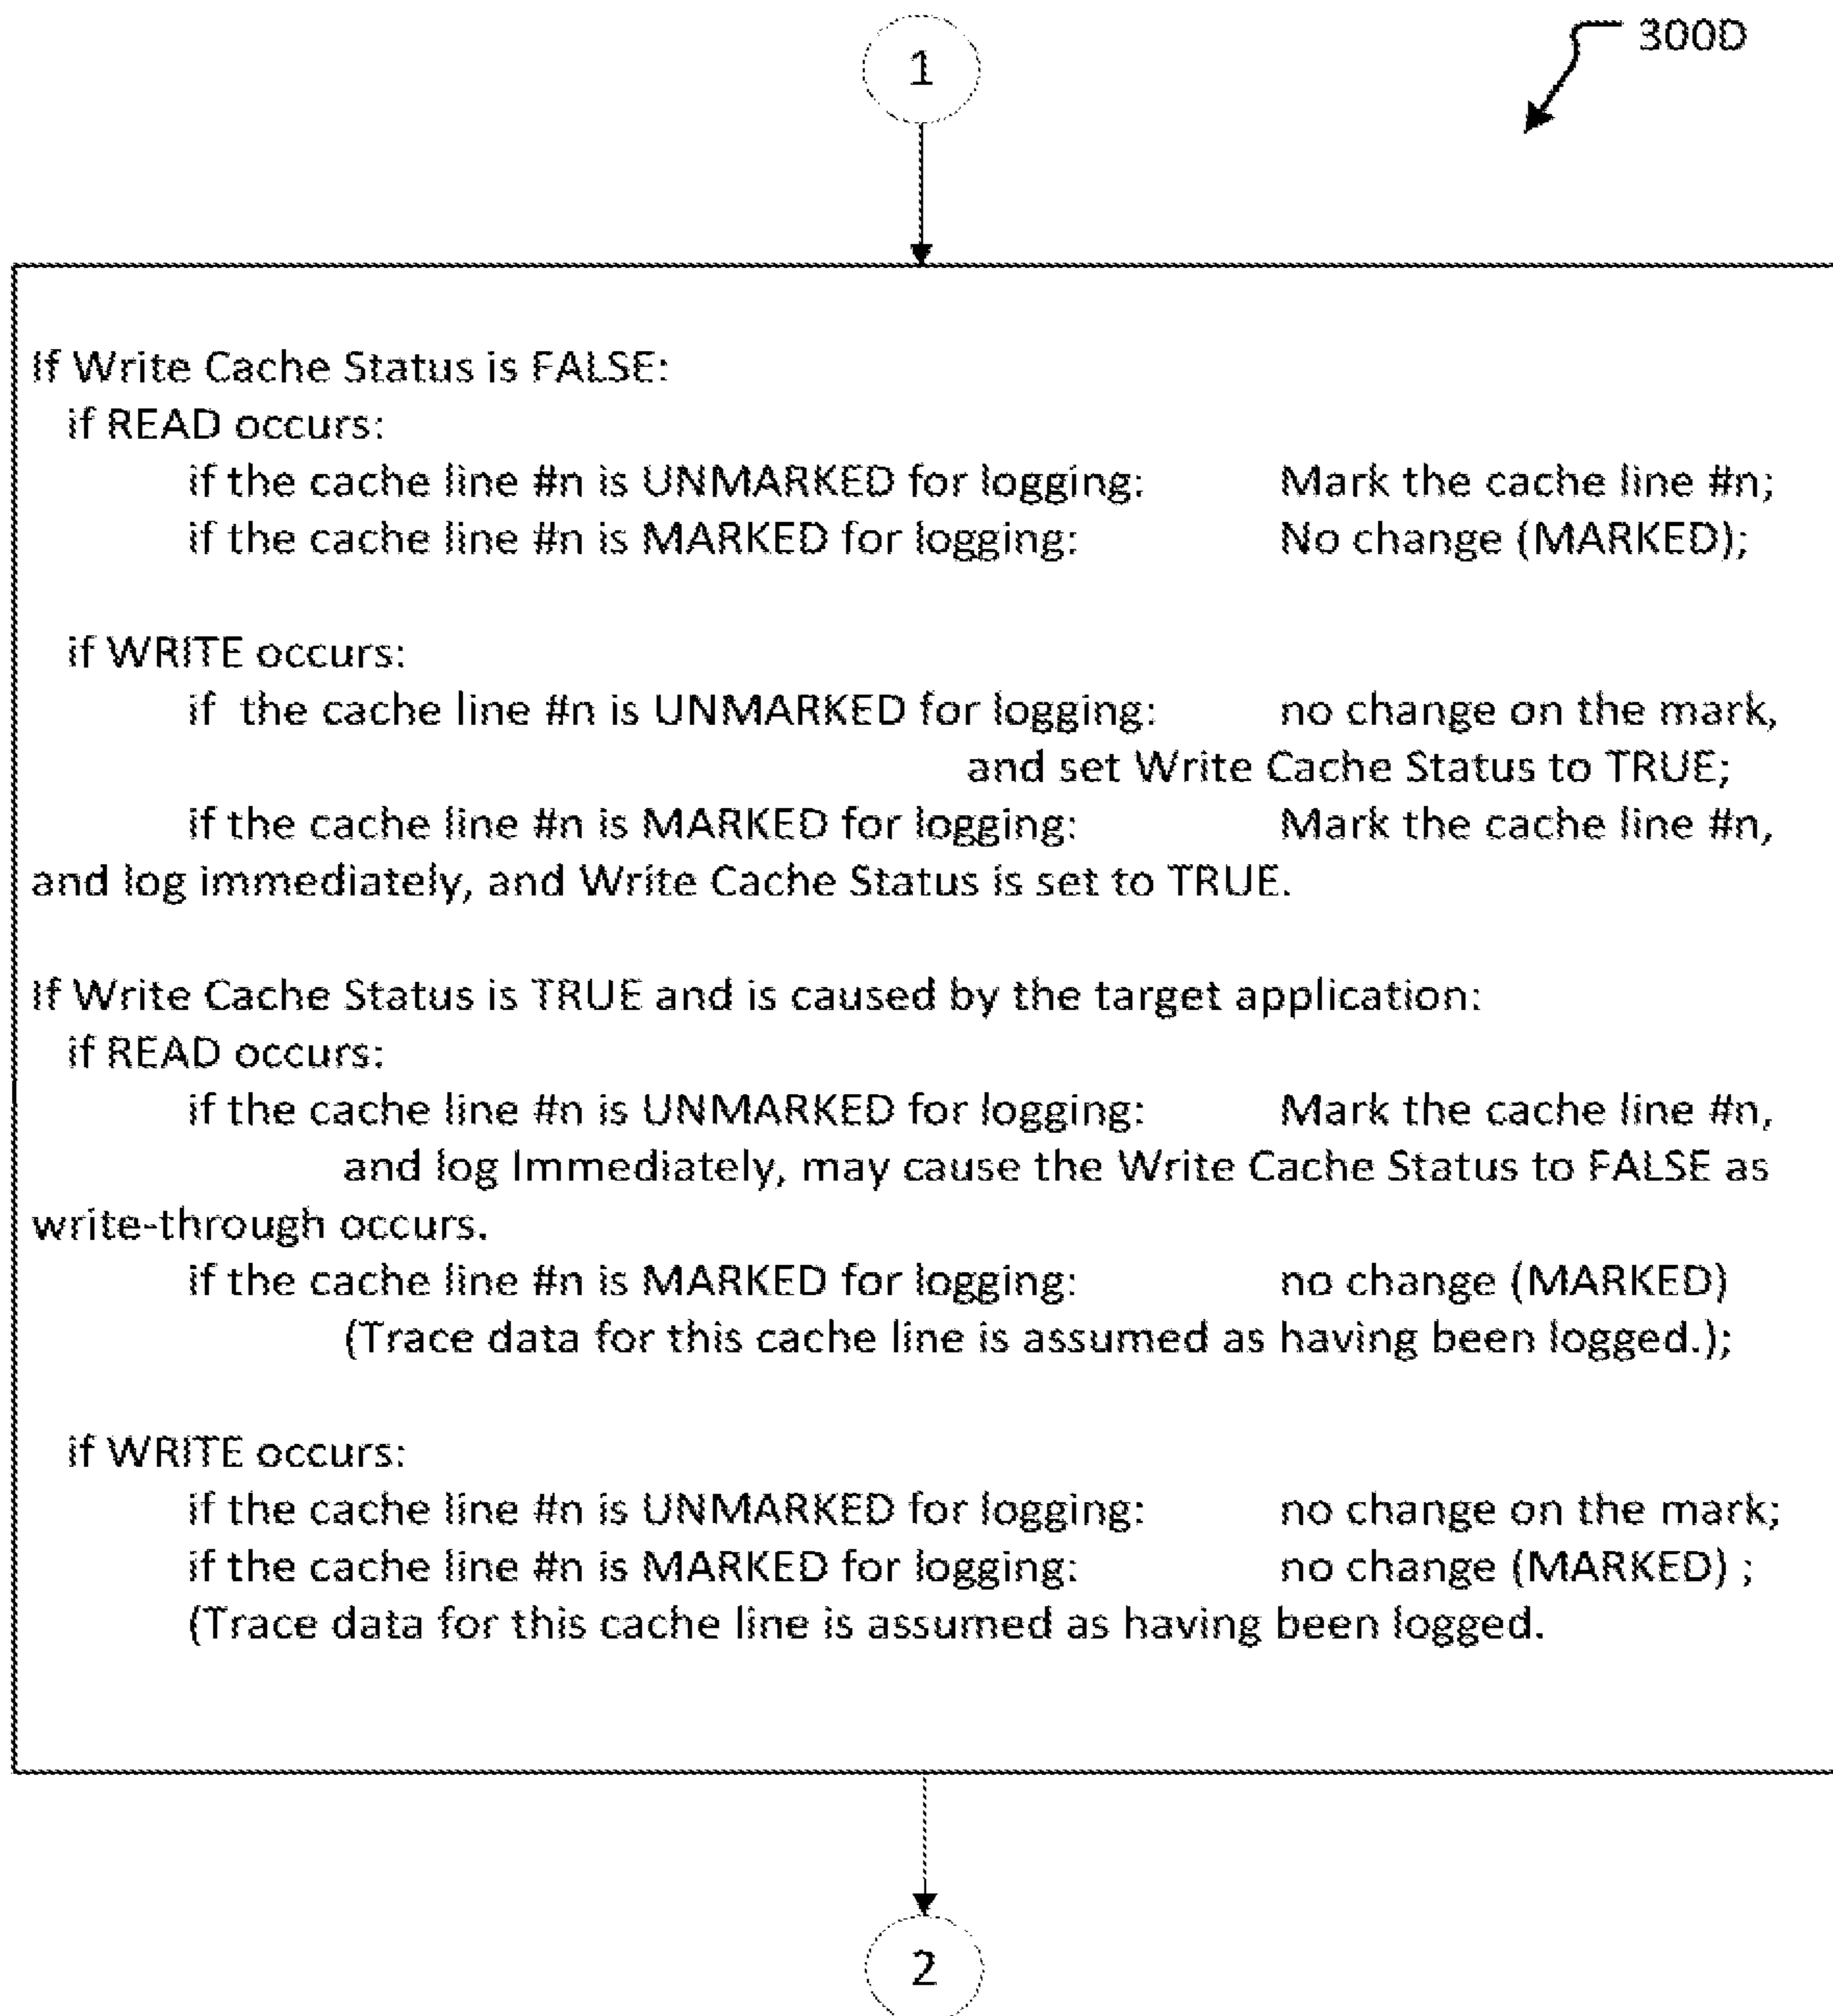 1
300D
If Write Cache Status is FALSE:
if READ occurs:
if the cache line #n is UNMARKED for logging: Mark the cache line #n;
if the cache line #n is MARKED for logging: No change (MARKED);
if WRITE occurs:
if the cache line #n is UNMARKED for logging: no change on the mark,
and set Write Cache Status to TRUE;
if the cache line #n is MARKED for logging: Mark the cache line #n,
and log immediately, and Write Cache Status is set to TRUE.
If Write Cache Status is TRUE and is caused by the target application:
if READ occurs:
if the cache line #n is UNMARKED for logging: Mark the cache line #n,
and log Immediately, may cause the Write Cache Status to FALSE as
write-through occurs.
if the cache line #n is MARKED for logging: no change (MARKED)
(Trace data for this cache line is assumed as having been logged.);
if WRITE occurs:
if the cache line #n is UNMARKED for logging: no change on the mark;
if the cache line #n is MARKED for logging: no change (MARKED) ;
(Trace data for this cache line is assumed as having been logged.
2